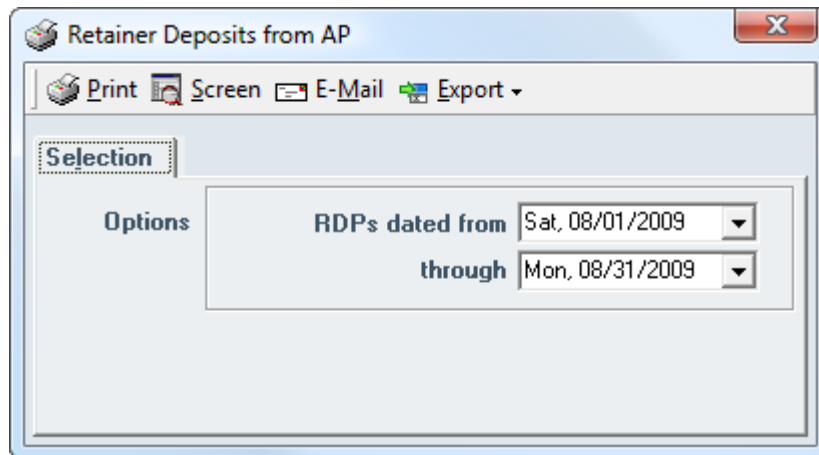 Retainer Deposits from AP
Print Screen E-Mail Export
Selection
Options RDPs dated from Sat, 08/01/2009
through Mon, 08/31/2009